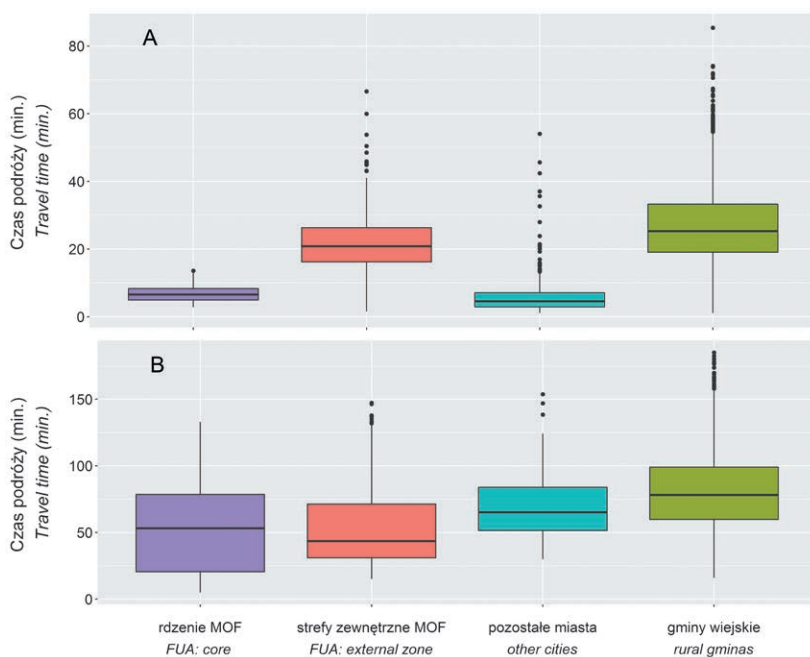 A
80
60
40
20
0
Czas podróży (min.)
Travel time (min.)
B
150
100
50
0
Czas podróży (min.)
Travel time (min.)
rdzenie MOF
FUA: core
strefy zewnętrzne MOF
FUA: external zone
pozostałe miasta
other cities
gminy wiejskie
rural gminas